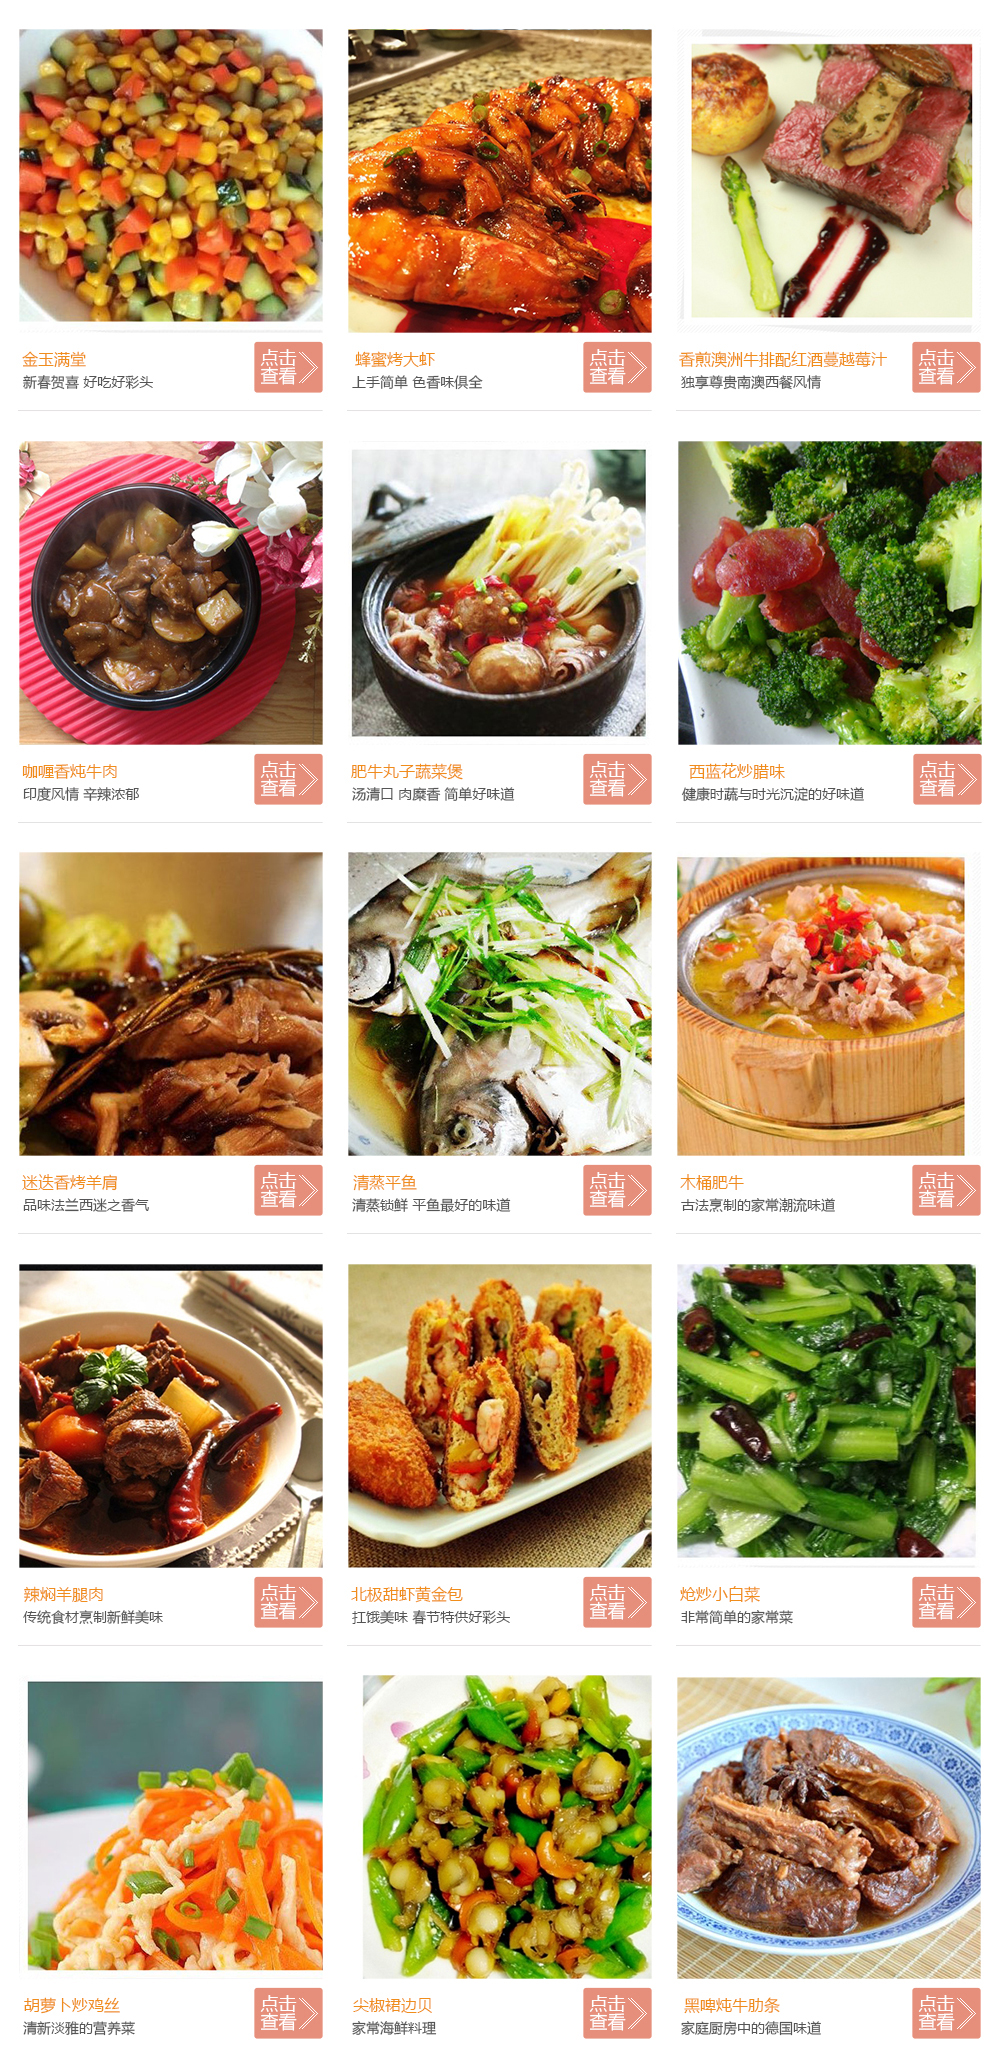 金玉满堂
新春贺喜 好吃好彩头
点击
查看
蜂蜜烤大虾
上手简单 色香味俱全
点击
查看
香煎澳洲牛排配红酒蔓越莓汁
独享尊贵南澳西餐风情
点击
查看
咖喱香炖牛肉
印度风情 辛辣浓郁
点击
查看
肥牛丸子蔬菜煲
汤清口 肉糜香 简单好味道
点击
查看
西蓝花炒腊味
健康时蔬与时光沉淀的好味道
点击
查看
迷迭香烤羊肩
品味法兰西迷之香气
点击
查看
清蒸平鱼
清蒸锁鲜 平鱼最好的味道
点击
查看
木桶肥牛
古法烹制的家常潮流味道
点击
查看
辣焖羊腿肉
传统食材烹制新鲜美味
点击
查看
北极甜虾黄金包
扛饿美味 春节特供好彩头
点击
查看
炝炒小白菜
非常简单的家常菜
点击
查看
胡萝卜炒鸡丝
清新淡雅的营养菜
点击
查看
尖椒裙边贝
家常海鲜料理
点击
查看
黑啤炖牛肋条
家庭厨房中的德国味道
点击
查看